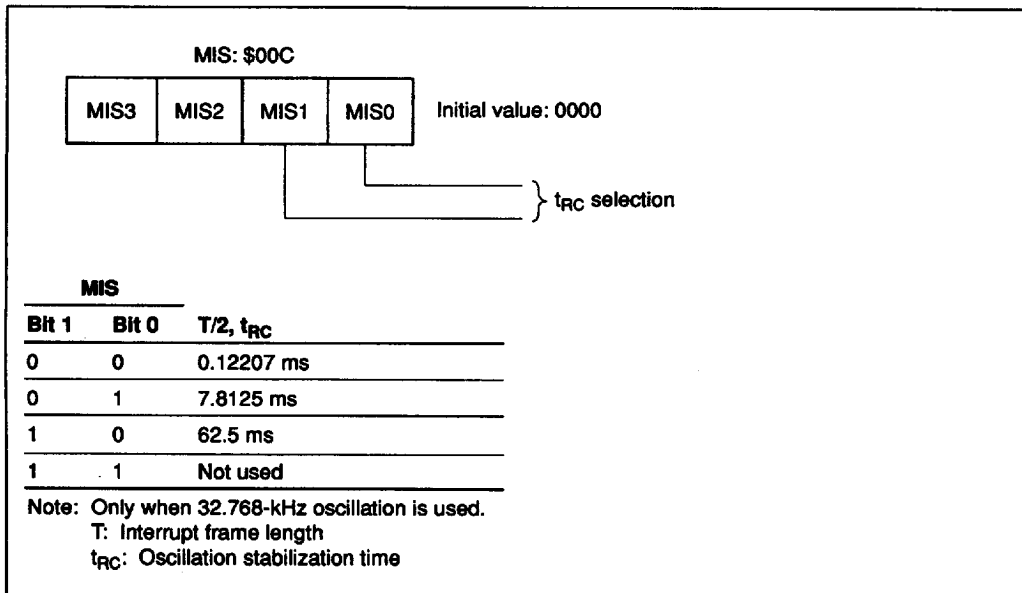 MIS: $00C
MIS3 MIS2 MIS1 MIS0 Initial value: 0000
tRC selection
MIS
Bit 1 Bit 0 T/2, tRC
0 0 0.12207 ms
0 1 7.8125 ms
1 0 62.5 ms
1 1 Not used
Note: Only when 32.768-kHz oscillation is used.
T: Interrupt frame length
tRC: Oscillation stabilization time